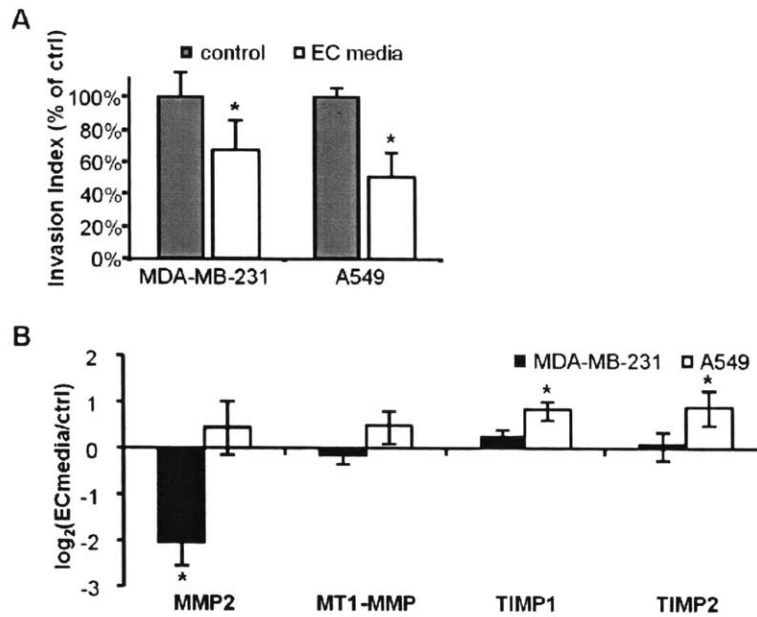 A
control EC media
Invasion Index (% of ctrl)
100%
80%
60%
40%
20%
0%
* *
MDA-MB-231 A549
B
MDA-MB-231 A549
log₂(ECmedia/ctrl)
2
1
0
-1
-2
-3
* * *
MMP2 MT1-MMP TIMP1 TIMP2